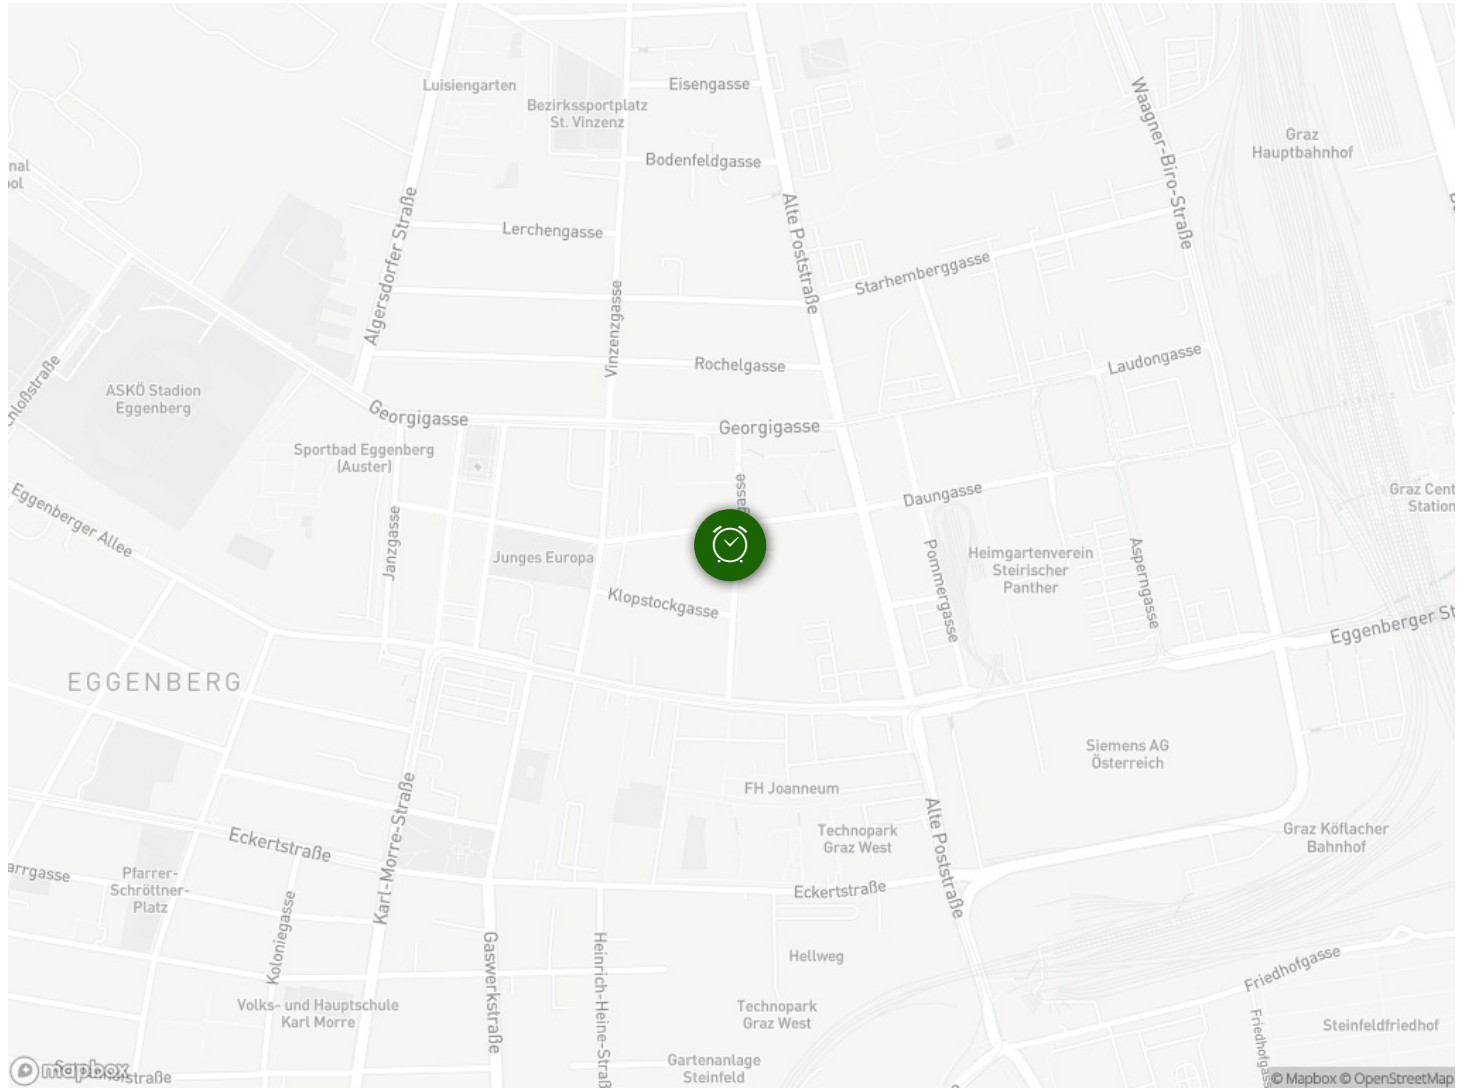 Luisiengarten
Eisengasse
Bezirkssportplatz
St. Vinzenz
Bodenfeldgasse
Waagner-Biro-Straße
Graz
Hauptbahnhof
Algersdorfer Straße
Lerchengasse
Alte Poststraße
Starhemberggasse
Vinzenzgasse
Rochelgasse
Laudongasse
ASKÖ Stadion
Eggenberg
Georgigasse
Georgigasse
Sportbad Eggenberg
(Auster)
Eggenberger Allee
Janzgasse
Daungasse
Graz Cent
Station
Junges Europa
Klopstockgasse
Pommergasse
Heimgartenverein
Steirischer
Panther
Asperngasse
Eggenberger St
EGGENBERG
Siemens AG
Österreich
FH Joanneum
Karl-Morre-Straße
Alte Poststraße
Technopark
Graz West
Graz Köflacher
Bahnhof
Eckertstraße
Pfarrer-
Schröttner-
Platz
Eckertstraße
Koloniegasse
Gaswerkstraße
Heinrich-Heine-Straß
Hellweg
Friedhofgasse
Volks- und Hauptschule
Karl Morre
Technopark
Graz West
Friedhofgass
Steinfeldfriedhof
Gartenanlage
Steinfeld
mapbox
© Mapbox © OpenStreetMap